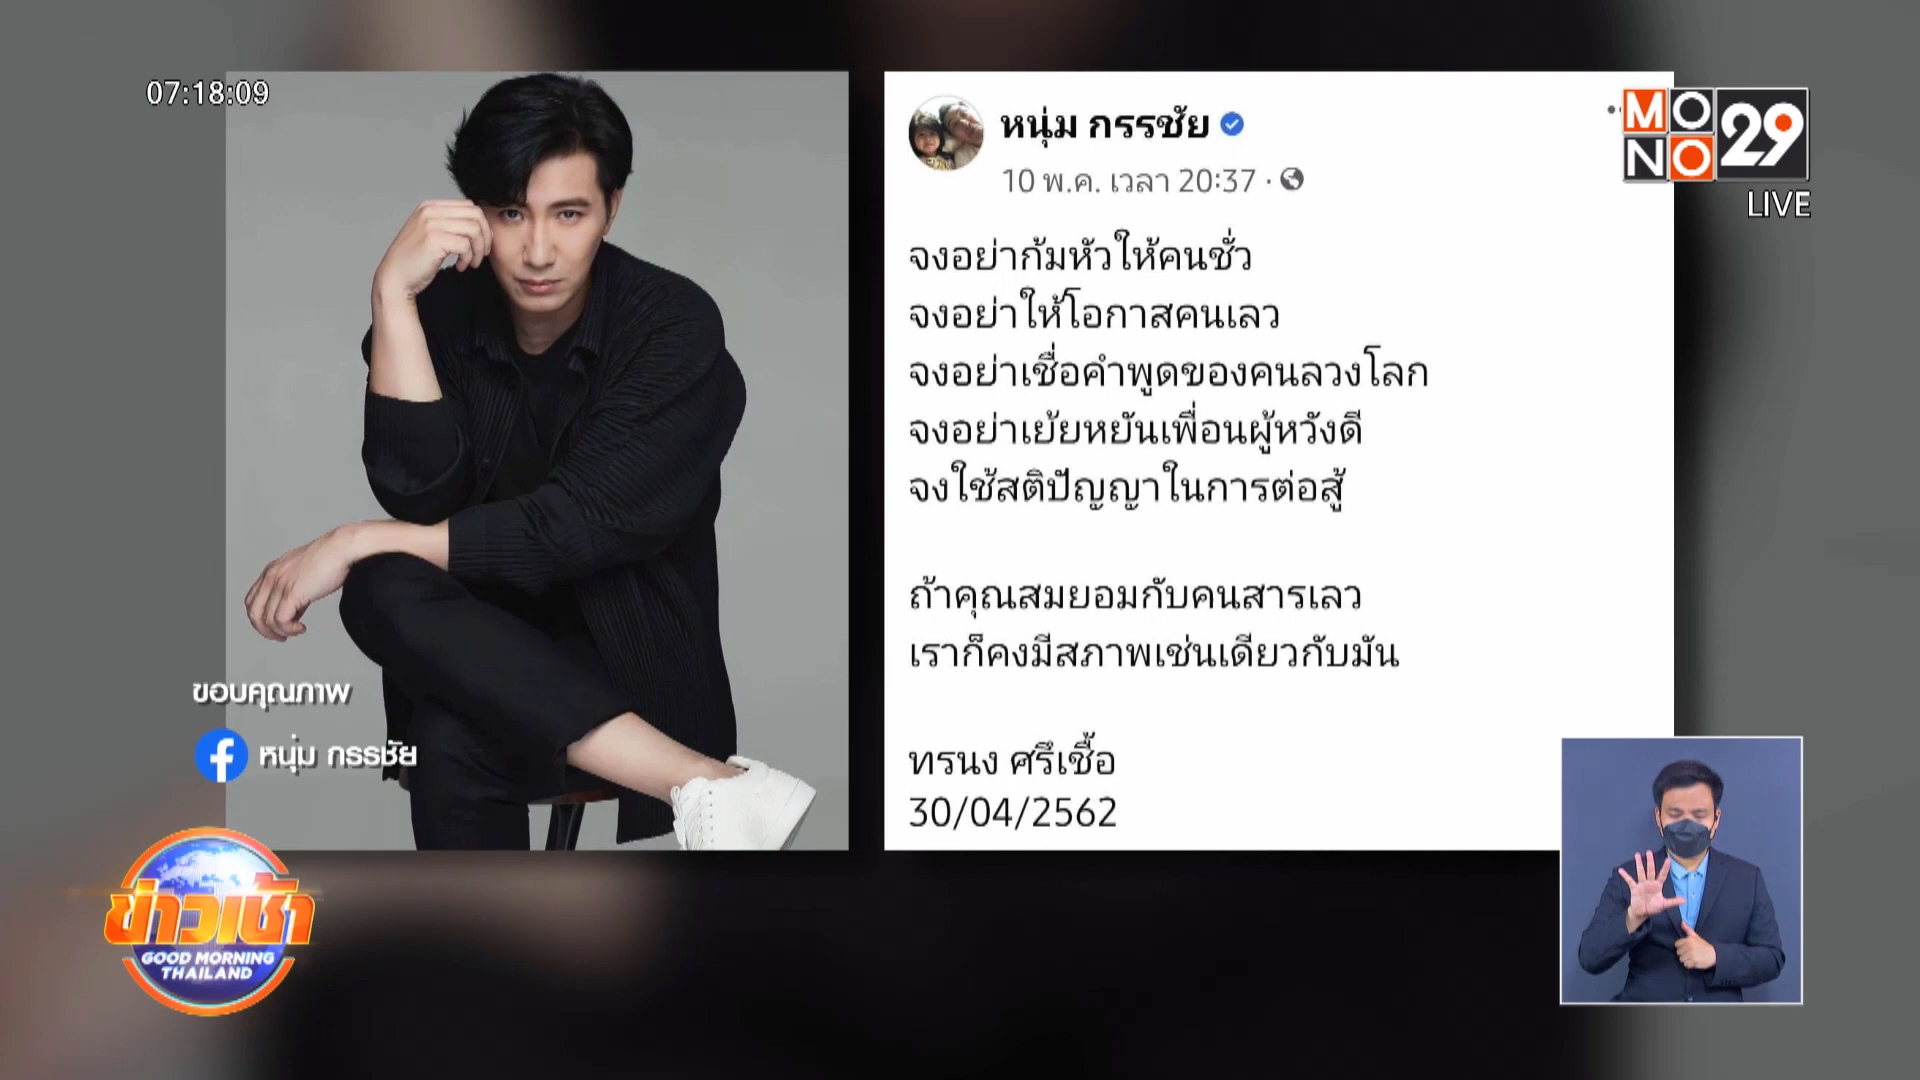 07:18:09
หนุ่ม กรรชัย
10 พ.ค. เวลา 20:37 ·
MONO 29
LIVE
จงอย่าก้มหัวให้คนชั่ว
จงอย่าให้โอกาสคนเลว
จงอย่าเชื่อคำพูดของคนลวงโลก
จงอย่าเย้ยหยันเพื่อนผู้หวังดี
จงใช้สติปัญญาในการต่อสู้
ถ้าคุณสมยอมกับคนสารเลว
เราก็คงมีสภาพเช่นเดียวกับมัน
ทรนง ศรีเชื้อ
30/04/2562
ขอบคุณภาพ
หนุ่ม กรรชัย
ข่าวเช้า
GOOD MORNING
THAILAND